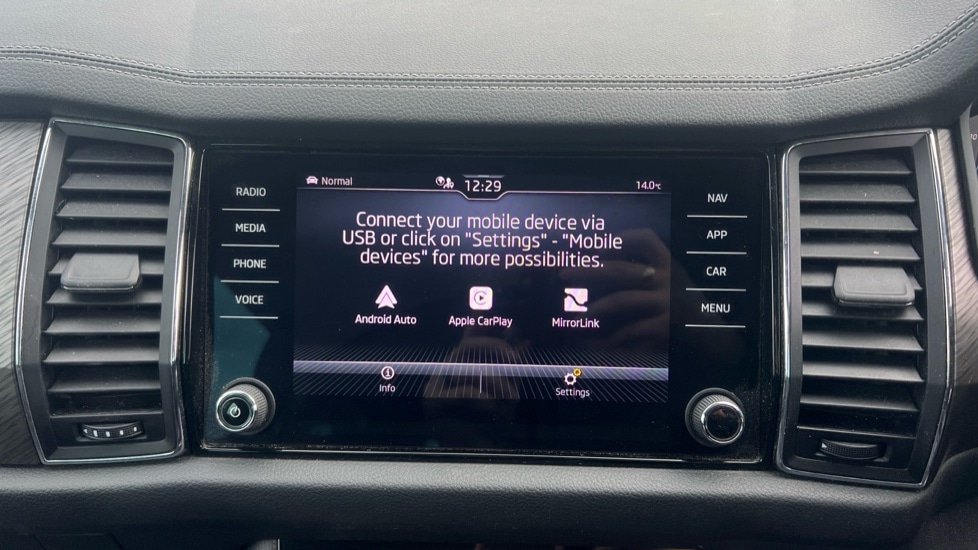 RADIO
MEDIA
PHONE
VOICE
Normal
12:29
14.0°c
Connect your mobile device via
USB or click on "Settings" - "Mobile
devices" for more possibilities.
Android Auto
Apple CarPlay
MirrorLink
Info
Settings
NAV
APP
CAR
MENU